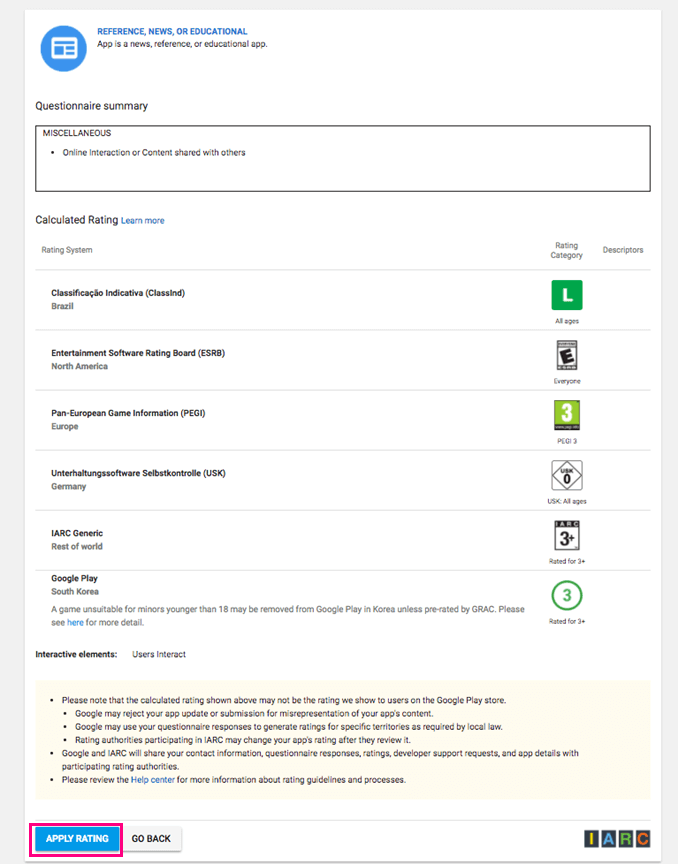 REFERENCE, NEWS, OR EDUCATIONAL
App is a news, reference, or educational app.
Questionnaire summary
MISCELLANEOUS
• Online Interaction or Content shared with others
Calculated Rating Learn more
Rating System
Rating
Category
Descriptors
Classificação Indicativa (ClassInd)
Brazil
L
All ages
Entertainment Software Rating Board (ESRB)
North America
E
Everyone
Pan-European Game Information (PEGI)
Europe
3
PEGI 3
Unterhaltungssoftware Selbstkontrolle (USK)
Germany
USK
0
USK: All ages
IARC Generic
Rest of world
IARC
3+
Rated for 3+
Google Play
South Korea
A game unsuitable for minors younger than 18 may be removed from Google Play in Korea unless pre-rated by GRAC. Please
see here for more detail.
3
Rated for 3+
Interactive elements: Users Interact
• Please note that the calculated rating shown above may not be the rating we show to users on the Google Play store.
• Google may reject your app update or submission for misrepresentation of your app's content.
• Google may use your questionnaire responses to generate ratings for specific territories as required by local law.
• Rating authorities participating in IARC may change your app's rating after they review it.
• Google and IARC will share your contact information, questionnaire responses, ratings, developer support requests, and app details with
participating rating authorities.
• Please review the Help center for more information about rating guidelines and processes.
APPLY RATING
GO BACK
IARC